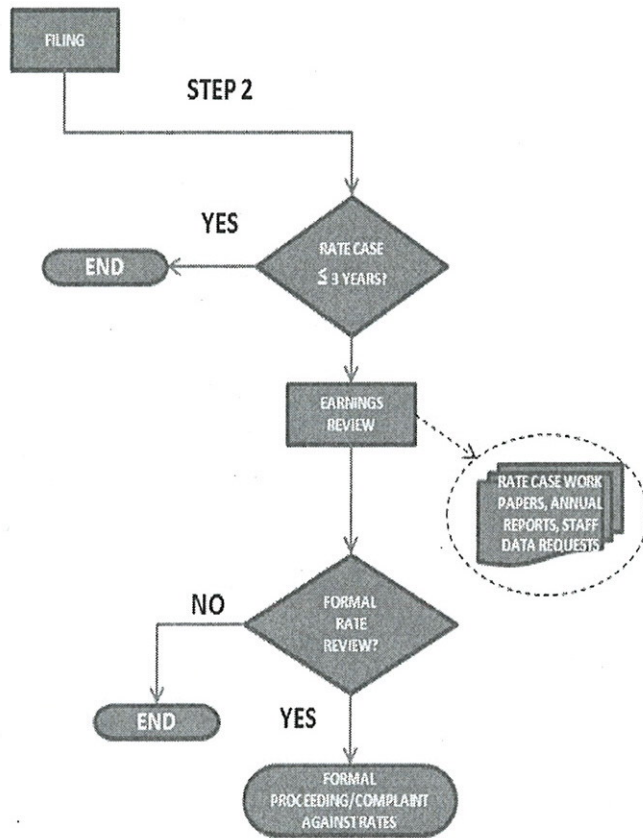 FILING
STEP 2
YES
RATE CASE
≤ 3 YEARS?
END
EARNINGS
REVIEW
RATE CASE WORK
PAPERS, ANNUAL
REPORTS, STAFF
DATA REQUESTS
NO
FORMAL
RATE
REVIEW?
END
YES
FORMAL
PROCEEDING/COMPLAINT
AGAINST RATES